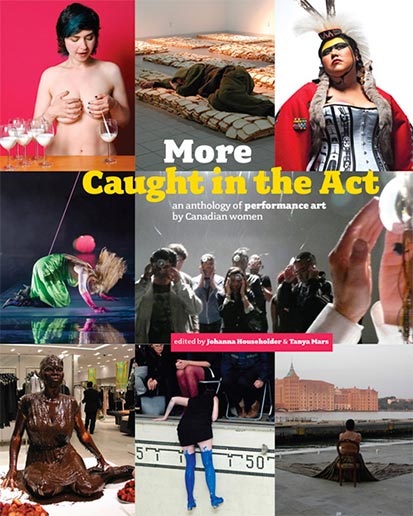 More
Caught in the Act
an anthology of performance art
by Canadian women
edited by Johanna Householder & Tanya Mars
50